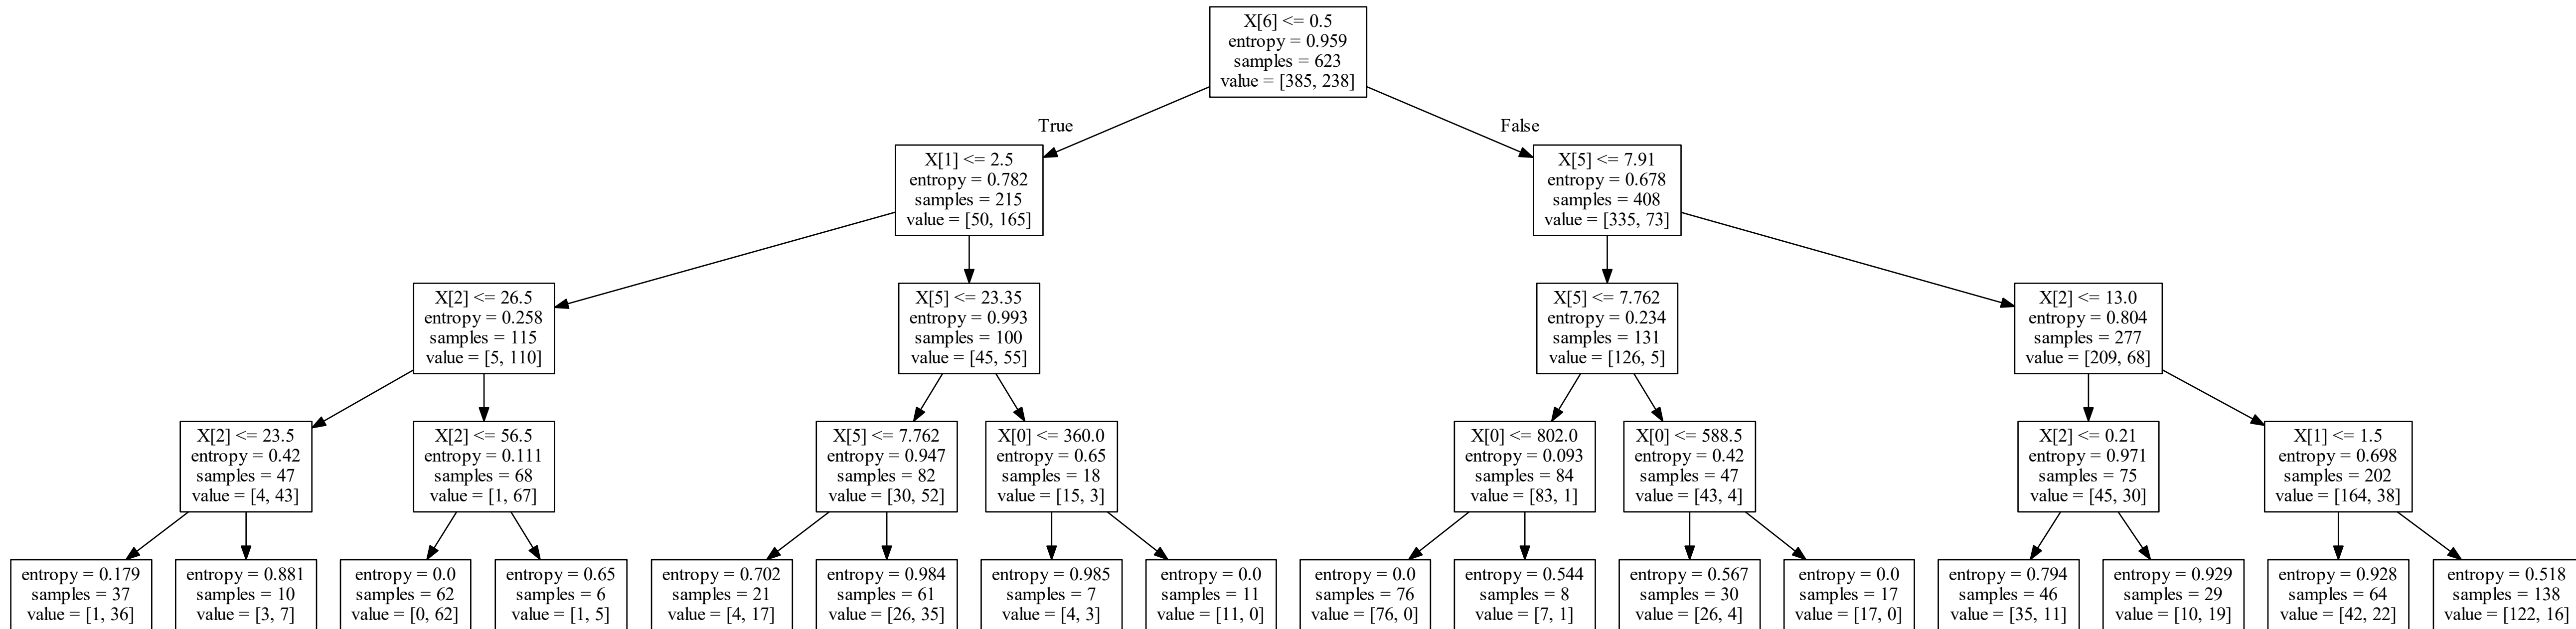 X[6] <= 0.5
entropy = 0.959
samples = 623
value = [385, 238]
True
False
X[1] <= 2.5
entropy = 0.782
samples = 215
value = [50, 165]
X[5] <= 7.91
entropy = 0.678
samples = 408
value = [335, 73]
X[2] <= 26.5
entropy = 0.258
samples = 115
value = [5, 110]
X[5] <= 23.35
entropy = 0.993
samples = 100
value = [45, 55]
X[5] <= 7.762
entropy = 0.234
samples = 131
value = [126, 5]
X[2] <= 13.0
entropy = 0.804
samples = 277
value = [209, 68]
X[2] <= 23.5
entropy = 0.42
samples = 47
value = [4, 43]
X[2] <= 56.5
entropy = 0.111
samples = 68
value = [1, 67]
X[5] <= 7.762
entropy = 0.947
samples = 82
value = [30, 52]
X[0] <= 360.0
entropy = 0.65
samples = 18
value = [15, 3]
X[0] <= 802.0
entropy = 0.093
samples = 84
value = [83, 1]
X[0] <= 588.5
entropy = 0.42
samples = 47
value = [43, 4]
X[2] <= 0.21
entropy = 0.971
samples = 75
value = [45, 30]
X[1] <= 1.5
entropy = 0.698
samples = 202
value = [164, 38]
entropy = 0.179
samples = 37
value = [1, 36]
entropy = 0.881
samples = 10
value = [3, 7]
entropy = 0.0
samples = 62
value = [0, 62]
entropy = 0.65
samples = 6
value = [1, 5]
entropy = 0.702
samples = 21
value = [4, 17]
entropy = 0.984
samples = 61
value = [26, 35]
entropy = 0.985
samples = 7
value = [4, 3]
entropy = 0.0
samples = 11
value = [11, 0]
entropy = 0.0
samples = 76
value = [76, 0]
entropy = 0.544
samples = 8
value = [7, 1]
entropy = 0.567
samples = 30
value = [26, 4]
entropy = 0.0
samples = 17
value = [17, 0]
entropy = 0.794
samples = 46
value = [35, 11]
entropy = 0.929
samples = 29
value = [10, 19]
entropy = 0.928
samples = 64
value = [42, 22]
entropy = 0.518
samples = 138
value = [122, 16]